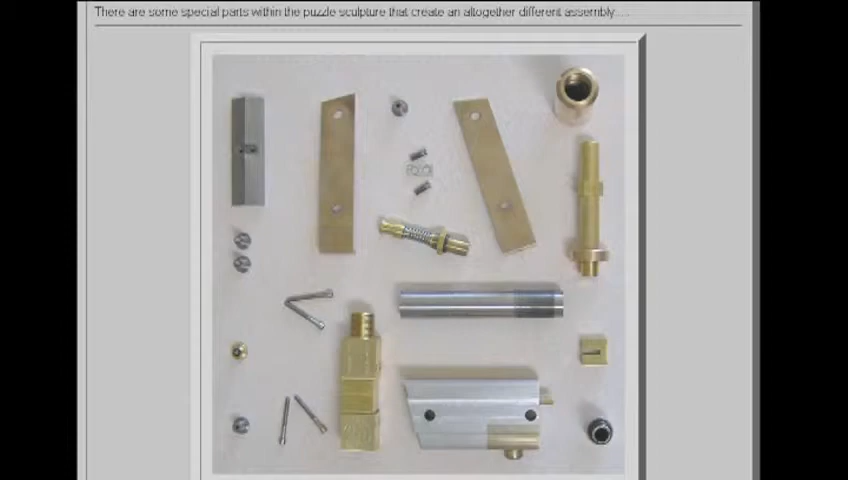 There are some special parts within the puzzle sculpture that create an altogether different assembly....